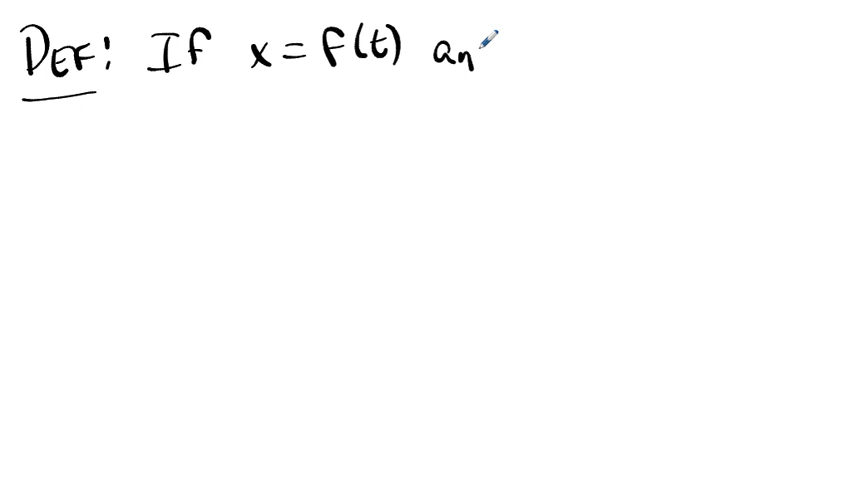 DEF: If x = f(t) an